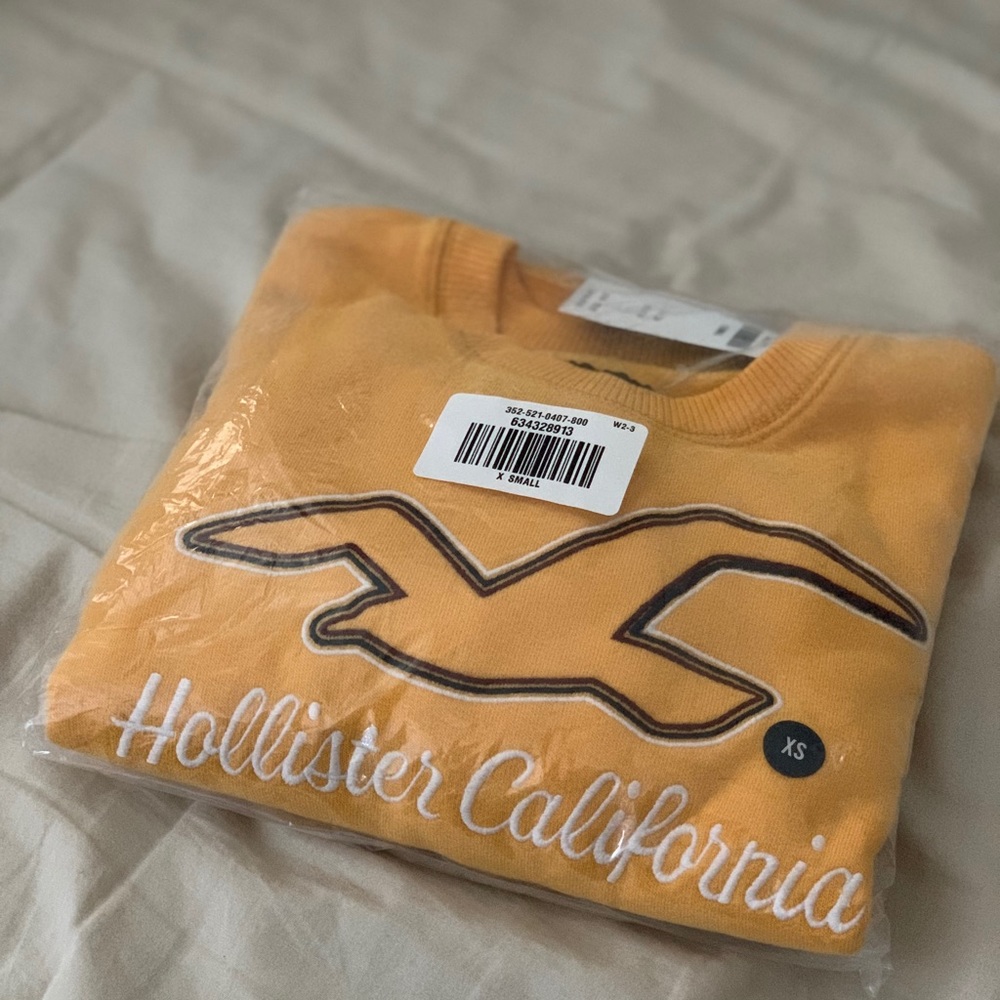 352-521-0407-800 W2-3
634328913
X SMALL
XS
Hollister California